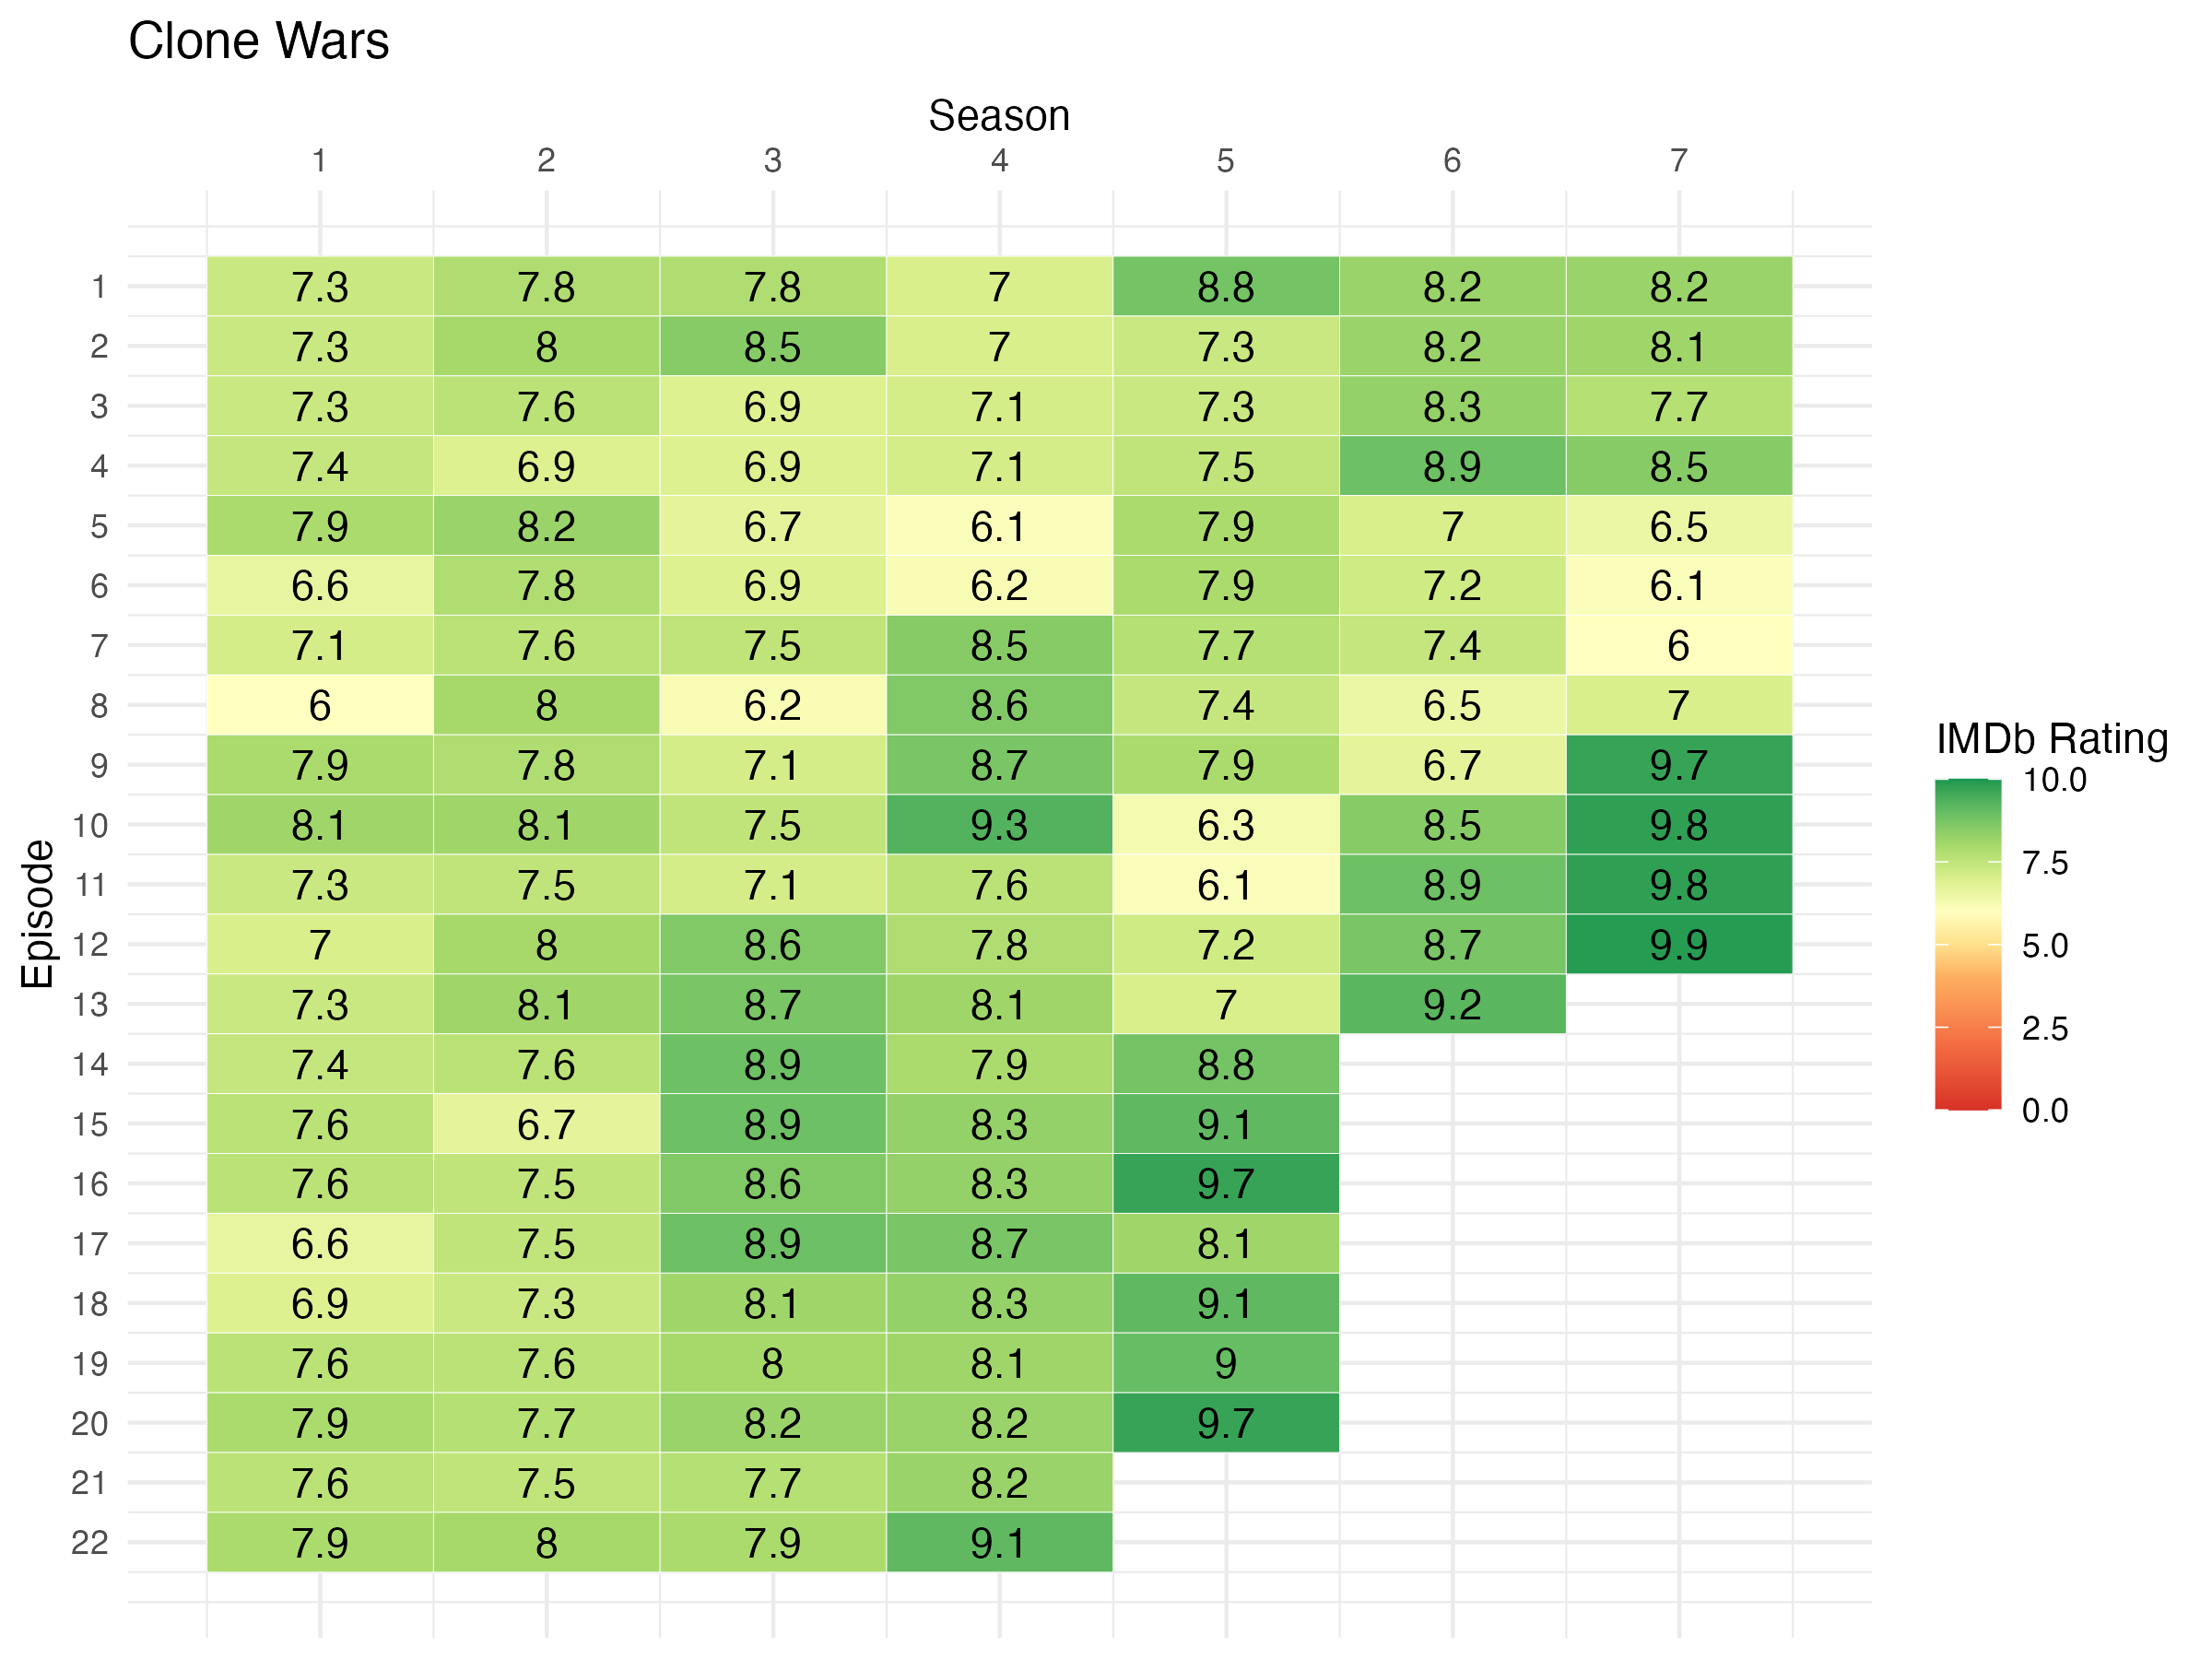 Clone Wars
Season
1 2 3 4 5 6 7
Episode
1 7.3 7.8 7.8 7 8.8 8.2 8.2
2 7.3 8 8.5 7 7.3 8.2 8.1
3 7.3 7.6 6.9 7.1 7.3 8.3 7.7
4 7.4 6.9 6.9 7.1 7.5 8.9 8.5
5 7.9 8.2 6.7 6.1 7.9 7 6.5
6 6.6 7.8 6.9 6.2 7.9 7.2 6.1
7 7.1 7.6 7.5 8.5 7.7 7.4 6
8 6 8 6.2 8.6 7.4 6.5 7
9 7.9 7.8 7.1 8.7 7.9 6.7 9.7
10 8.1 8.1 7.5 9.3 6.3 8.5 9.8
11 7.3 7.5 7.1 7.6 6.1 8.9 9.8
12 7 8 8.6 7.8 7.2 8.7 9.9
13 7.3 8.1 8.7 8.1 7 9.2
14 7.4 7.6 8.9 7.9 8.8
15 7.6 6.7 8.9 8.3 9.1
16 7.6 7.5 8.6 8.3 9.7
17 6.6 7.5 8.9 8.7 8.1
18 6.9 7.3 8.1 8.3 9.1
19 7.6 7.6 8 8.1 9
20 7.9 7.7 8.2 8.2 9.7
21 7.6 7.5 7.7 8.2
22 7.9 8 7.9 9.1
IMDb Rating
10.0
7.5
5.0
2.5
0.0